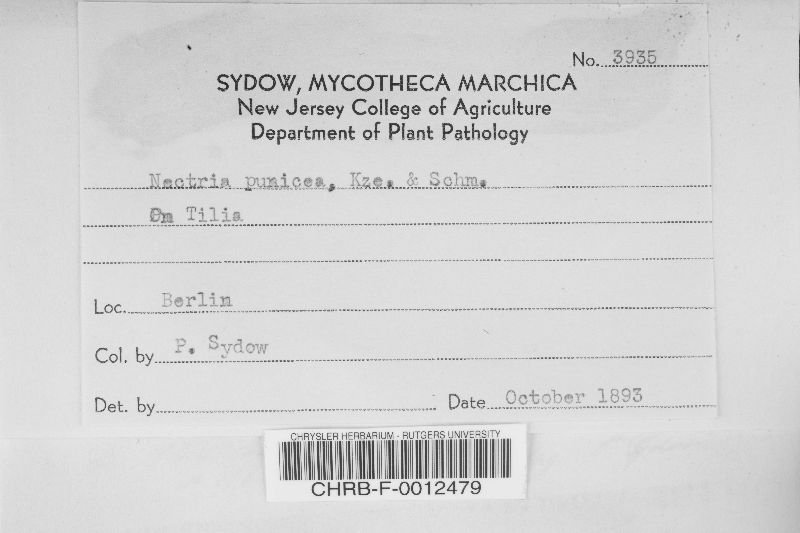 No. 3935
SYDOW, MYCOTHECA MARCHICA
New Jersey College of Agriculture
Department of Plant Pathology
Nectria punicea, Kze. & Schm.
On Tilia
Loc. Berlin
Col. by P. Sydow
Det. by Date October 1893
CHRYSLER HERBARIUM - RUTGERS UNIVERSITY
CHRB-F-0012479